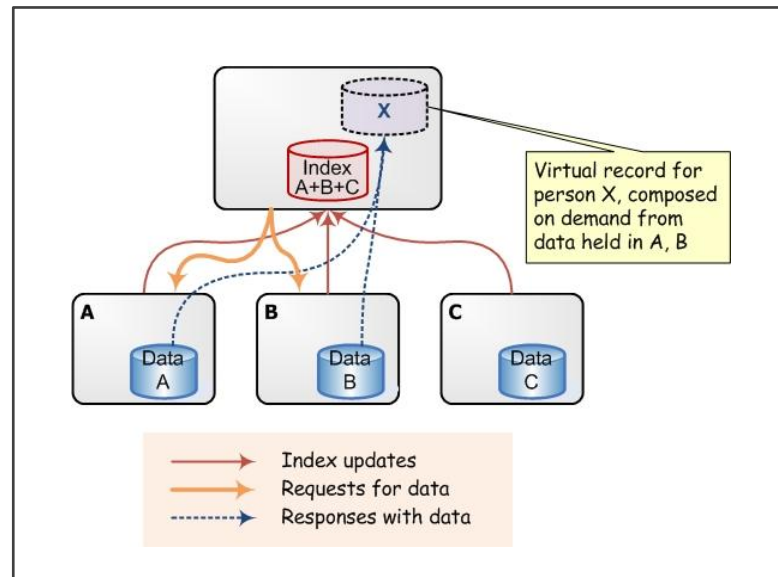 X
Index
A+B+C
Virtual record for
person X, composed
on demand from
data held in A, B
A
Data
A
B
Data
B
C
Data
C
Index updates
Requests for data
Responses with data